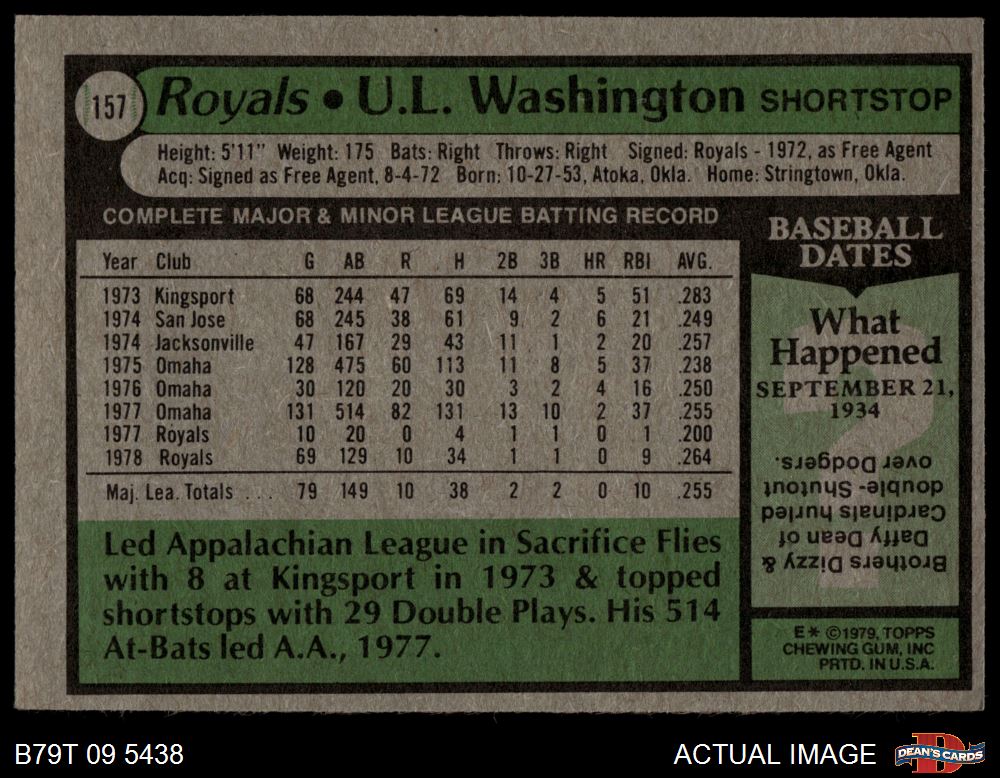 157 Royals • U.L. Washington SHORTSTOP
Height: 5'11" Weight: 175 Bats: Right Throws: Right Signed: Royals - 1972, as Free Agent
Acq: Signed as Free Agent, 8-4-72 Born: 10-27-53, Atoka, Okla. Home: Stringtown, Okla.
COMPLETE MAJOR & MINOR LEAGUE BATTING RECORD
Year Club G AB R H 2B 3B HR RBI AVG.
1973 Kingsport 68 244 47 69 14 4 5 51 .283
1974 San Jose 68 245 38 61 9 2 6 21 .249
1974 Jacksonville 47 167 29 43 11 1 2 20 .257
1975 Omaha 128 475 60 113 11 8 5 37 .238
1976 Omaha 30 120 20 30 3 2 4 16 .250
1977 Omaha 131 514 82 131 13 10 2 37 .255
1977 Royals 10 20 0 4 1 1 0 1 .200
1978 Royals 69 129 10 34 1 1 0 9 .264
Maj. Lea. Totals ... 79 149 10 38 2 2 0 10 .255
Led Appalachian League in Sacrifice Flies
with 8 at Kingsport in 1973 & topped
shortstops with 29 Double Plays. His 514
At-Bats led A.A., 1977.
BASEBALL
DATES
What
Happened
SEPTEMBER 21,
1934
Brothers Dizzy &
Daffy Dean of
Cardinals hurled
double-Shutout
over Dodgers.
E* ©1979, TOPPS
CHEWING GUM, INC
PRTD. IN U.S.A.
B79T 09 5438
ACTUAL IMAGE
DEAN'S CARDS